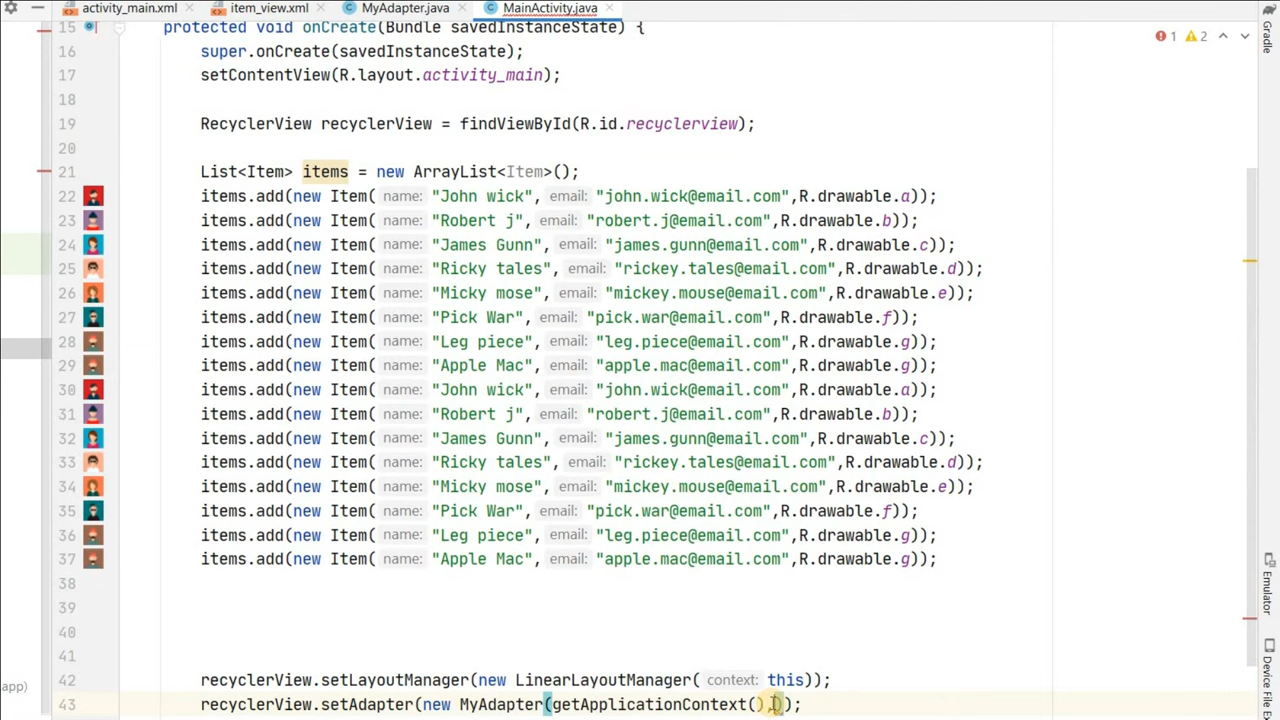 activity_main.xml item_view.xml MyAdapter.java MainActivity.java
15 protected void onCreate(Bundle savedInstanceState) { 1 2
16 super.onCreate(savedInstanceState);
17 setContentView(R.layout.activity_main);
18
19 RecyclerView recyclerView = findViewById(R.id.recyclerview);
20
21 List<Item> items = new ArrayList<Item>();
22 items.add(new Item( name: "John wick", email: "john.wick@email.com",R.drawable.a));
23 items.add(new Item( name: "Robert j", email: "robert.j@email.com",R.drawable.b));
24 items.add(new Item( name: "James Gunn", email: "james.gunn@email.com",R.drawable.c));
25 items.add(new Item( name: "Ricky tales", email: "rickey.tales@email.com",R.drawable.d));
26 items.add(new Item( name: "Micky mose", email: "mickey.mouse@email.com",R.drawable.e));
27 items.add(new Item( name: "Pick War", email: "pick.war@email.com",R.drawable.f));
28 items.add(new Item( name: "Leg piece", email: "leg.piece@email.com",R.drawable.g));
29 items.add(new Item( name: "Apple Mac", email: "apple.mac@email.com",R.drawable.g));
30 items.add(new Item( name: "John wick", email: "john.wick@email.com",R.drawable.a));
31 items.add(new Item( name: "Robert j", email: "robert.j@email.com",R.drawable.b));
32 items.add(new Item( name: "James Gunn", email: "james.gunn@email.com",R.drawable.c));
33 items.add(new Item( name: "Ricky tales", email: "rickey.tales@email.com",R.drawable.d));
34 items.add(new Item( name: "Micky mose", email: "mickey.mouse@email.com",R.drawable.e));
35 items.add(new Item( name: "Pick War", email: "pick.war@email.com",R.drawable.f));
36 items.add(new Item( name: "Leg piece", email: "leg.piece@email.com",R.drawable.g));
37 items.add(new Item( name: "Apple Mac", email: "apple.mac@email.com",R.drawable.g));
38
39
40
41
42 recyclerView.setLayoutManager(new LinearLayoutManager( context: this));
43 recyclerView.setAdapter(new MyAdapter(getApplicationContext(),));
app)
Gradle
Emulator
Device File E